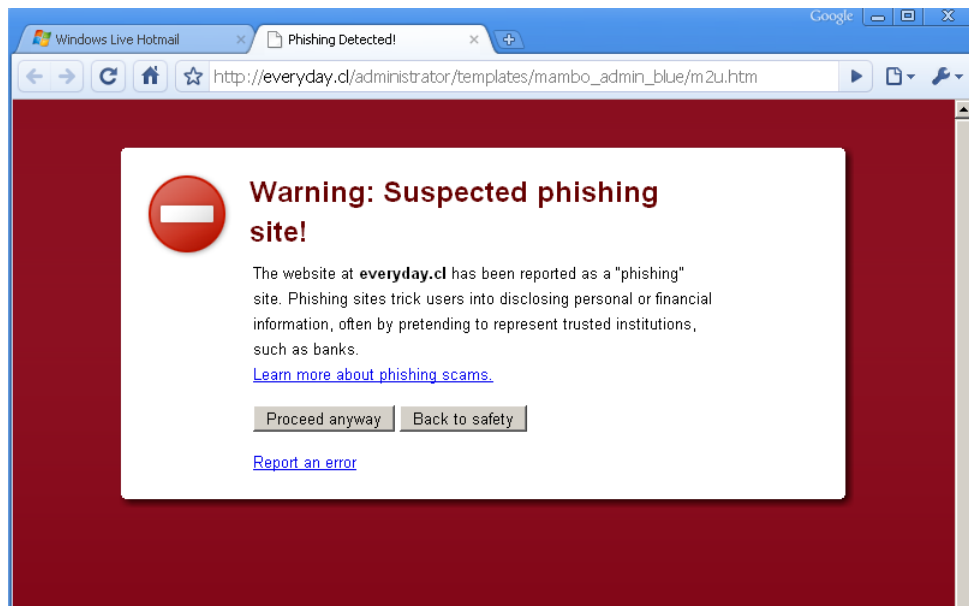 Google
Windows Live Hotmail
Phishing Detected!
http://everyday.cl/administrator/templates/mambo_admin_blue/m2u.htm
Warning: Suspected phishing
site!
The website at everyday.cl has been reported as a "phishing"
site. Phishing sites trick users into disclosing personal or financial
information, often by pretending to represent trusted institutions,
such as banks.
Learn more about phishing scams.
Proceed anyway Back to safety
Report an error